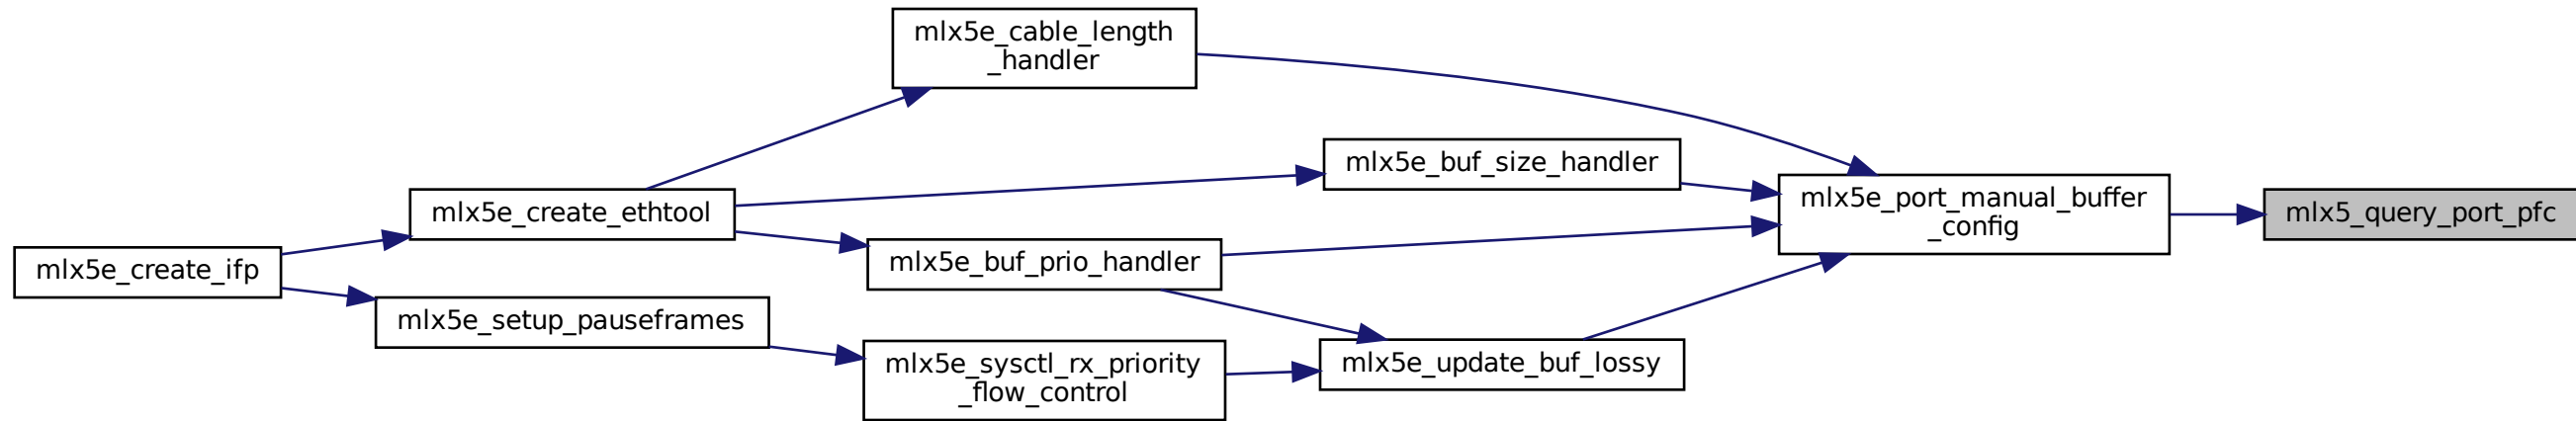 mlx5e_cable_length
_handler
mlx5e_buf_size_handler
mlx5e_port_manual_buffer
_config
mlx5_query_port_pfc
mlx5e_create_ethtool
mlx5e_buf_prio_handler
mlx5e_create_ifp
mlx5e_setup_pauseframes
mlx5e_sysctl_rx_priority
_flow_control
mlx5e_update_buf_lossy